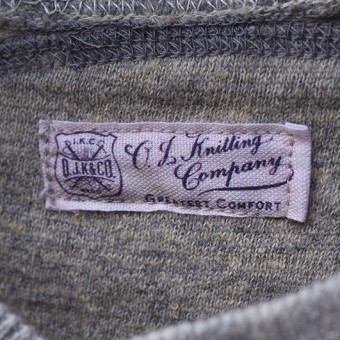 I.K.C
O.J.K&CO.
O. J. Knitting
Company
GREATEST COMFORT